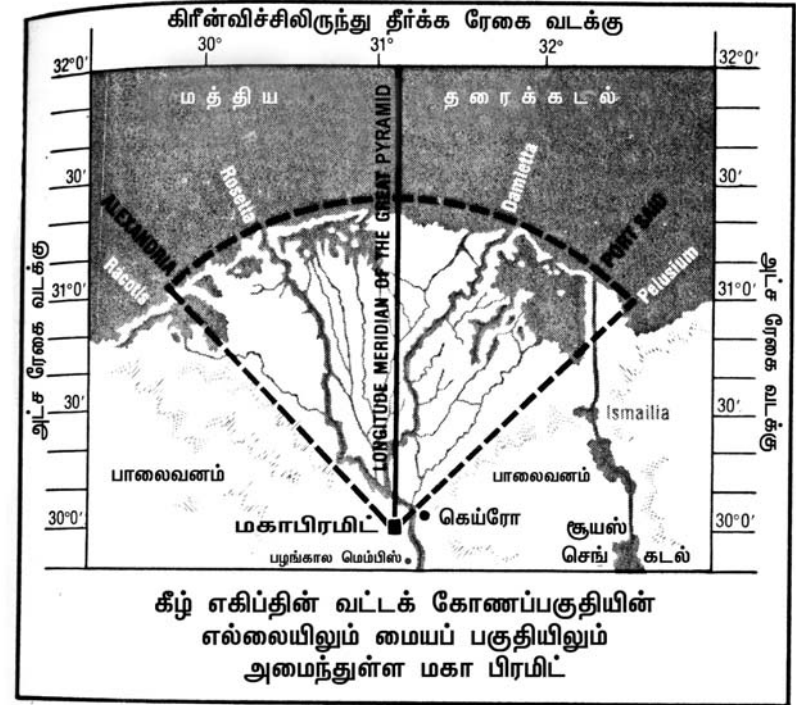 கிரீன்விச்சிலிருந்து தீர்க்க ரேகை வடக்கு
30° 31° 32°
32°0' 32°0'
மத்திய தரைக்கடல்
LONGITUDE MERIDIAN OF THE GREAT PYRAMID
30' 30'
Rosetta
Damietta
ALEXANDRIA
PORT SAID
Racotis
Pelusium
அட்ச ரேகை வடக்கு
அட்ச ரேகை வடக்கு
31°0' 31°0'
30' 30'
Ismailia
பாலைவனம் பாலைவனம்
30°0' 30°0'
மகாபிரமிட் கெய்ரோ
சூயஸ்
பழங்கால மெம்பிஸ்
செங் கடல்
கீழ் எகிப்தின் வட்டக் கோணப்பகுதியின்
எல்லையிலும் மையப் பகுதியிலும்
அமைந்துள்ள மகா பிரமிட்